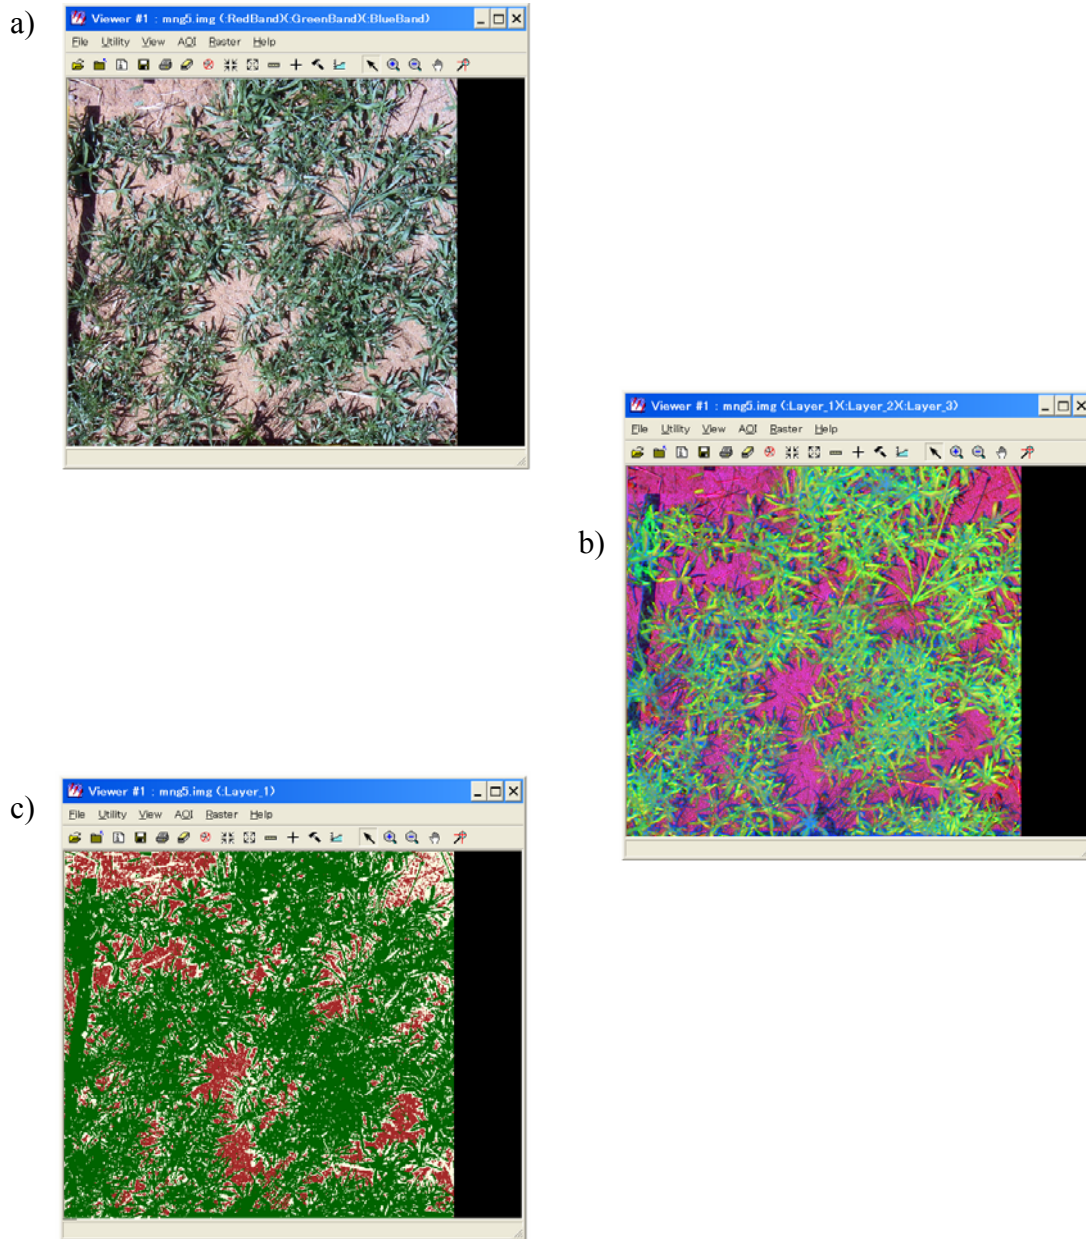 a)
Viewer #1 : mng5.img (:RedBand)(:GreenBand)(:BlueBand)
File Utility View AOI Raster Help
b)
Viewer #1 : mng5.img (:Layer_1)(:Layer_2)(:Layer_3)
File Utility View AOI Raster Help
c)
Viewer #1 : mng5.img (:Layer_1)
File Utility View AOI Raster Help